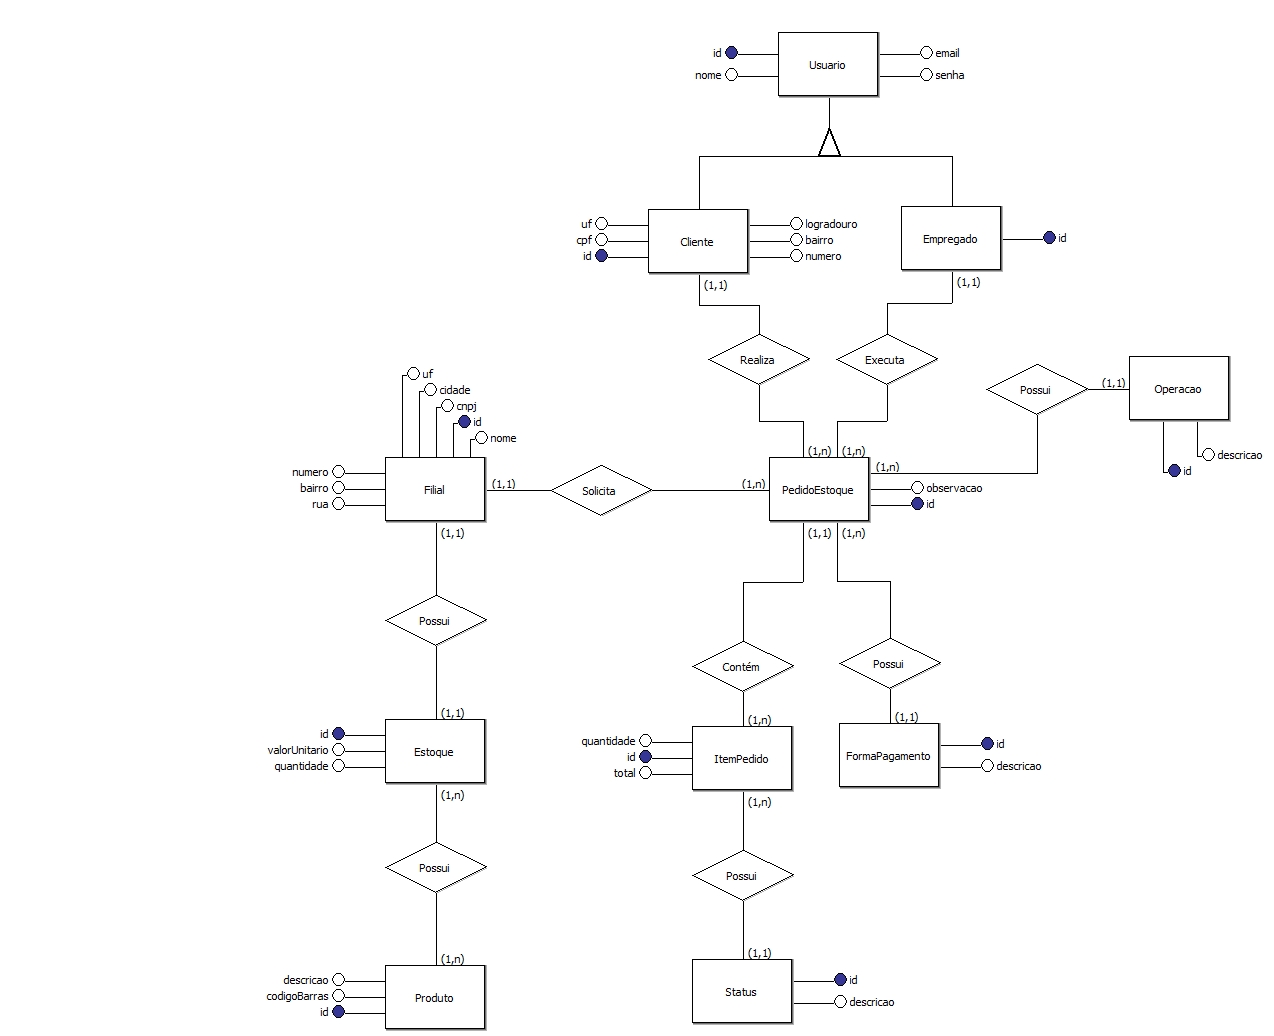 id
email
Usuario
nome
senha
uf
logradouro
cpf
Cliente
bairro
id
numero
Empregado
id
(1,1)
(1,1)
Realiza
Executa
Possui
(1,1)
Operacao
descricao
id
uf
cidade
cnpj
id
nome
numero
bairro
rua
Filial
(1,1)
Solicita
(1,n)
(1,n)
(1,n)
(1,n)
PedidoEstoque
observacao
id
(1,1)
(1,1)
(1,n)
Possui
Contém
Possui
(1,1)
(1,n)
(1,1)
id
valorUnitario
quantidade
Estoque
quantidade
id
total
ItemPedido
FormaPagamento
id
descricao
(1,n)
(1,n)
Possui
Possui
(1,n)
(1,1)
descricao
codigoBarras
id
Produto
Status
id
descricao